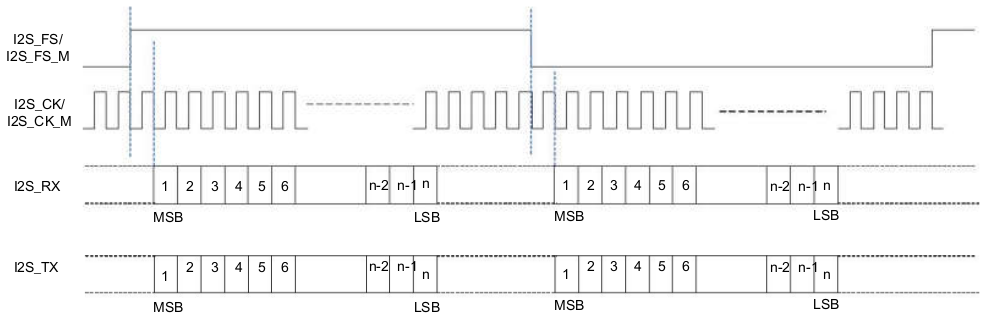 I2S_FS/
I2S_FS_M
I2S_CK/
I2S_CK_M
I2S_RX 1 2 3 4 5 6 n-2 n-1 n 1 2 3 4 5 6 n-2 n-1 n
MSB LSB MSB LSB
I2S_TX 1 2 3 4 5 6 n-2 n-1 n 1 2 3 4 5 6 n-2 n-1 n
MSB LSB MSB LSB